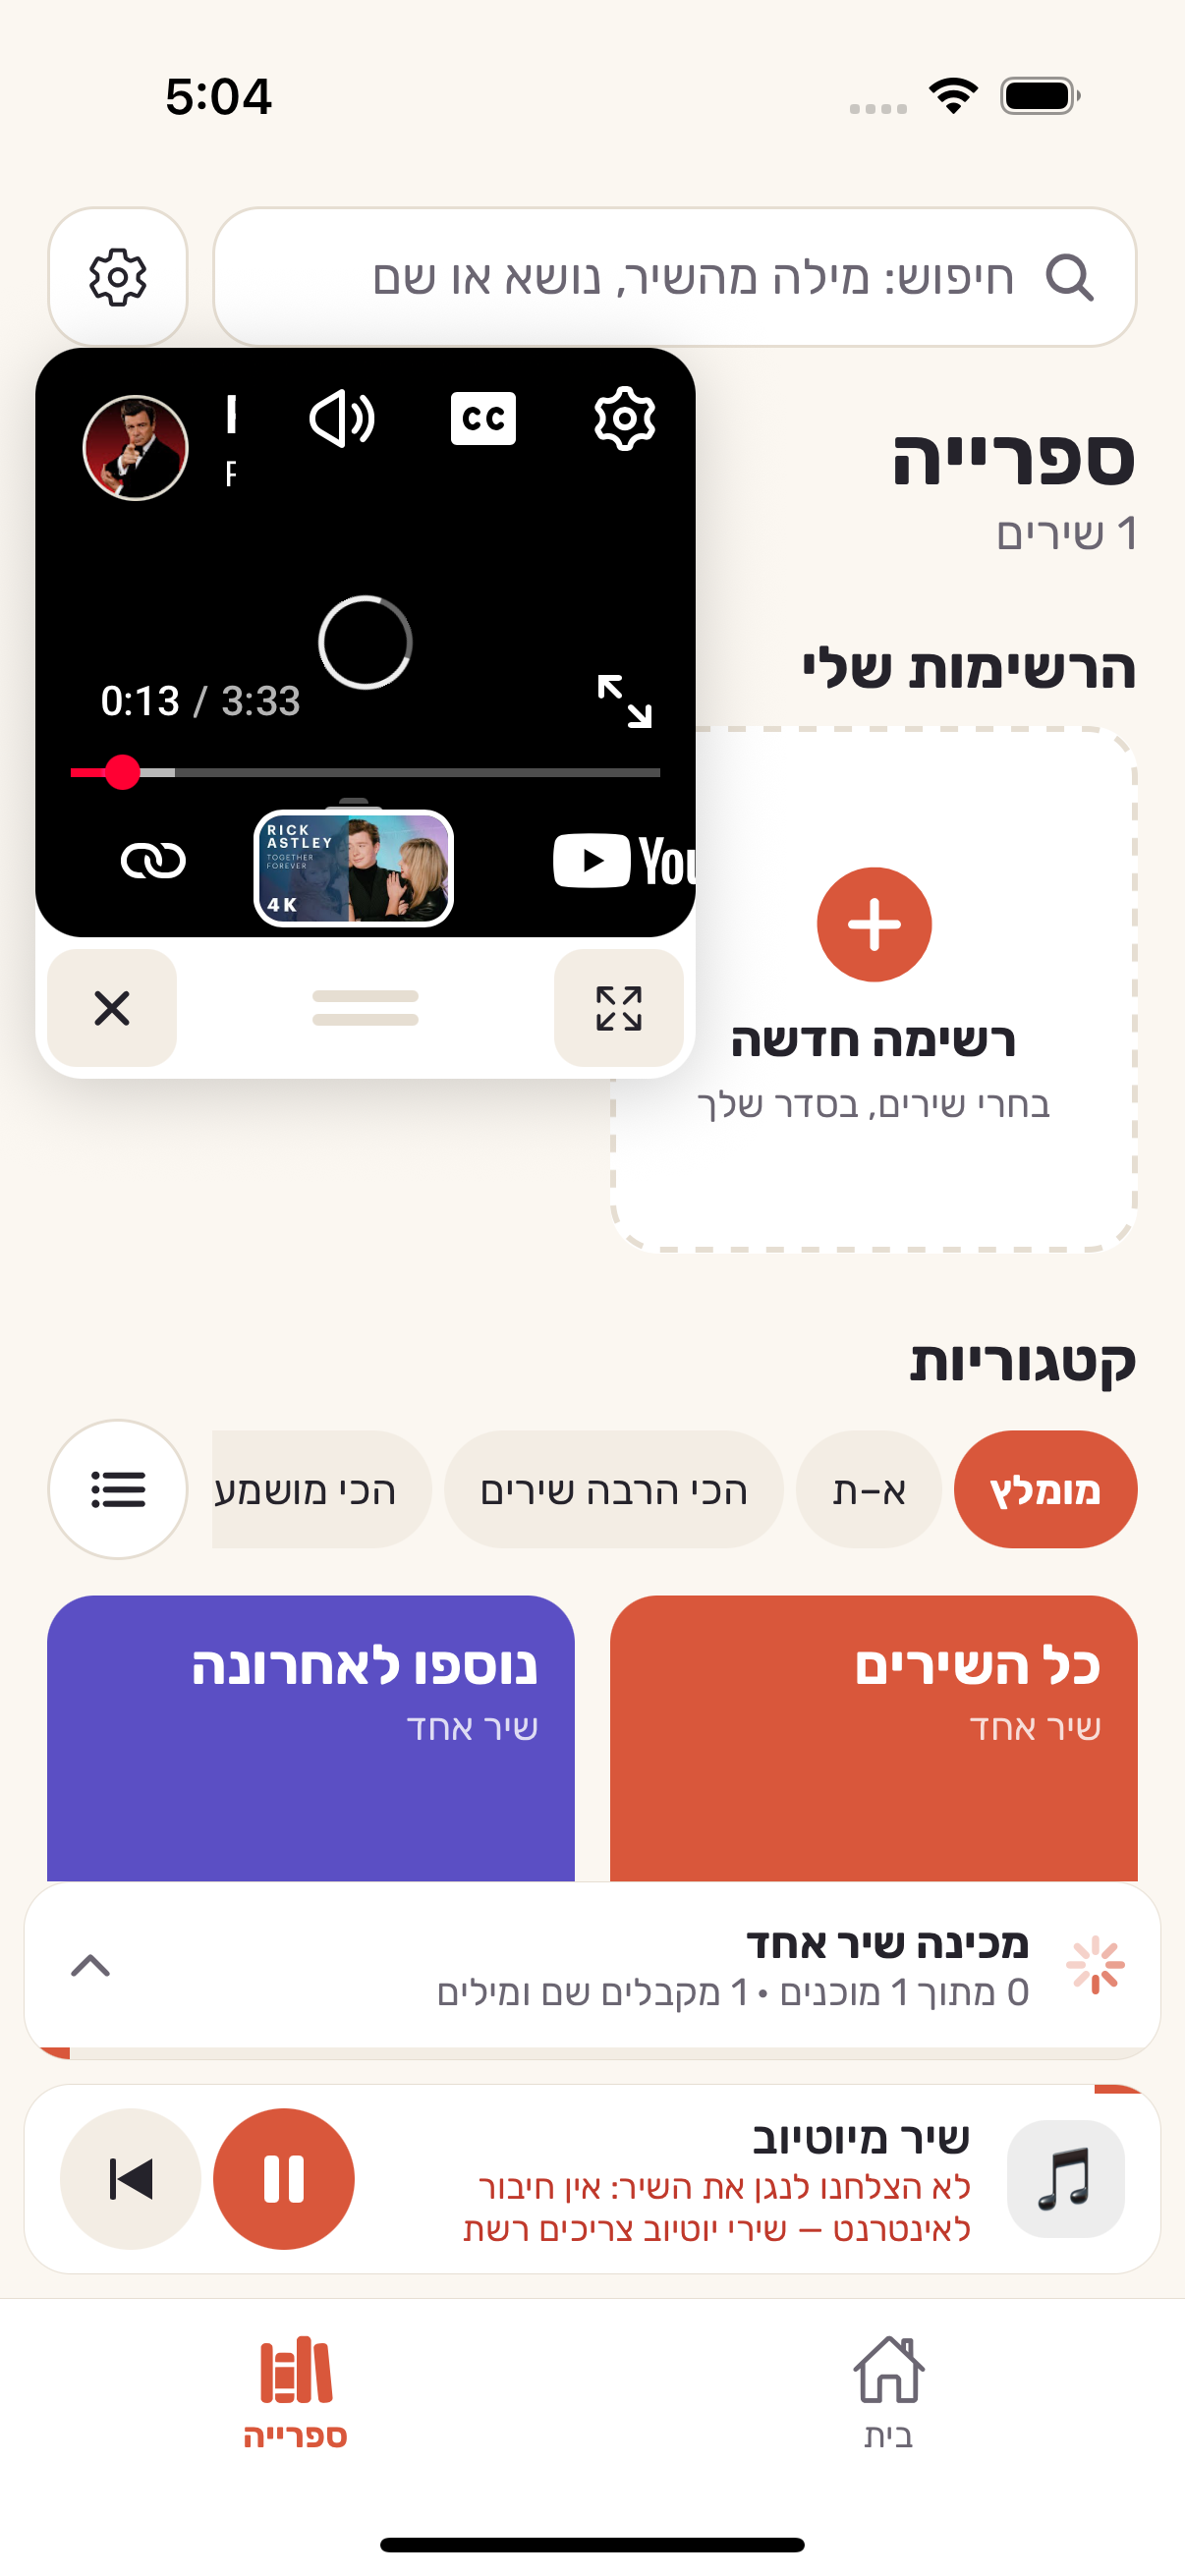 5:04
חיפוש: מילה מהשיר, נושא או שם
CC
ספרייה
1 שירים
הרשימות שלי
0:13 / 3:33
RICK
ASTLEY
TOGETHER
FOREVER
4K
רשימה חדשה
בחרי שירים, בסדר שלך
קטגוריות
מומלץ
א–ת
הכי הרבה שירים
הכי מושמע
כל השירים
שיר אחד
נוספו לאחרונה
שיר אחד
מכינה שיר אחד
0 מתוך 1 מוכנים • 1 מקבלים שם ומילים
שיר מיוטיוב
לא הצלחנו לנגן את השיר: אין חיבור
לאינטרנט – שירי יוטיוב צריכים רשת
בית
ספרייה